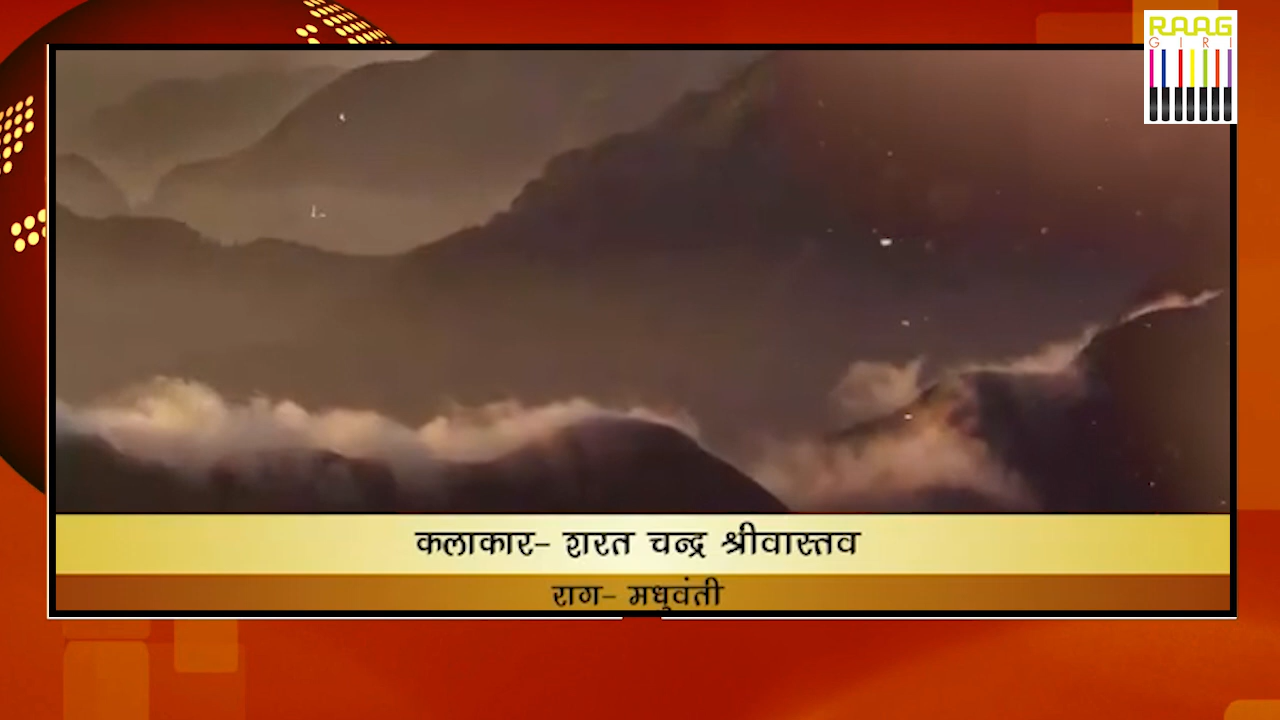 RAAG
GIRI
कलाकार- शरत चन्द्र श्रीवास्तव
राग- मधुवंती